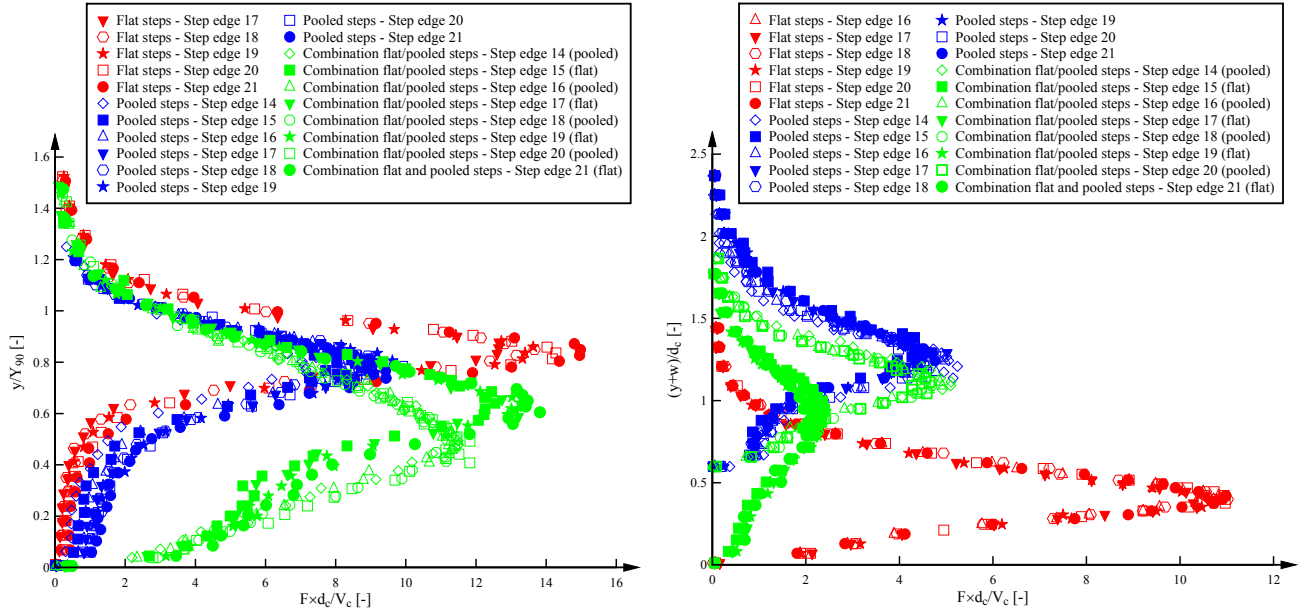 Flat steps - Step edge 17
Flat steps - Step edge 18
Flat steps - Step edge 19
Flat steps - Step edge 20
Flat steps - Step edge 21
Pooled steps - Step edge 14
Pooled steps - Step edge 15
Pooled steps - Step edge 16
Pooled steps - Step edge 17
Pooled steps - Step edge 18
Pooled steps - Step edge 19
Pooled steps - Step edge 20
Pooled steps - Step edge 21
Combination flat/pooled steps - Step edge 14 (pooled)
Combination flat/pooled steps - Step edge 15 (flat)
Combination flat/pooled steps - Step edge 16 (pooled)
Combination flat/pooled steps - Step edge 17 (flat)
Combination flat/pooled steps - Step edge 18 (pooled)
Combination flat/pooled steps - Step edge 19 (flat)
Combination flat/pooled steps - Step edge 20 (pooled)
Combination flat and pooled steps - Step edge 21 (flat)
1.6
1.4
1.2
1
0.8
0.6
0.4
0.2
0
y/Y90 [-]
0
2
4
6
8
10
12
14
16
F×dc/Vc [-]
Flat steps - Step edge 16
Flat steps - Step edge 17
Flat steps - Step edge 18
Flat steps - Step edge 19
Flat steps - Step edge 20
Flat steps - Step edge 21
Pooled steps - Step edge 14
Pooled steps - Step edge 15
Pooled steps - Step edge 16
Pooled steps - Step edge 17
Pooled steps - Step edge 18
Pooled steps - Step edge 19
Pooled steps - Step edge 20
Pooled steps - Step edge 21
Combination flat/pooled steps - Step edge 14 (pooled)
Combination flat/pooled steps - Step edge 15 (flat)
Combination flat/pooled steps - Step edge 16 (pooled)
Combination flat/pooled steps - Step edge 17 (flat)
Combination flat/pooled steps - Step edge 18 (pooled)
Combination flat/pooled steps - Step edge 19 (flat)
Combination flat/pooled steps - Step edge 20 (pooled)
Combination flat and pooled steps - Step edge 21 (flat)
2.5
2
1.5
1
0.5
0
(y+w)/dc [-]
0
2
4
6
8
10
12
F×dc/Vc [-]